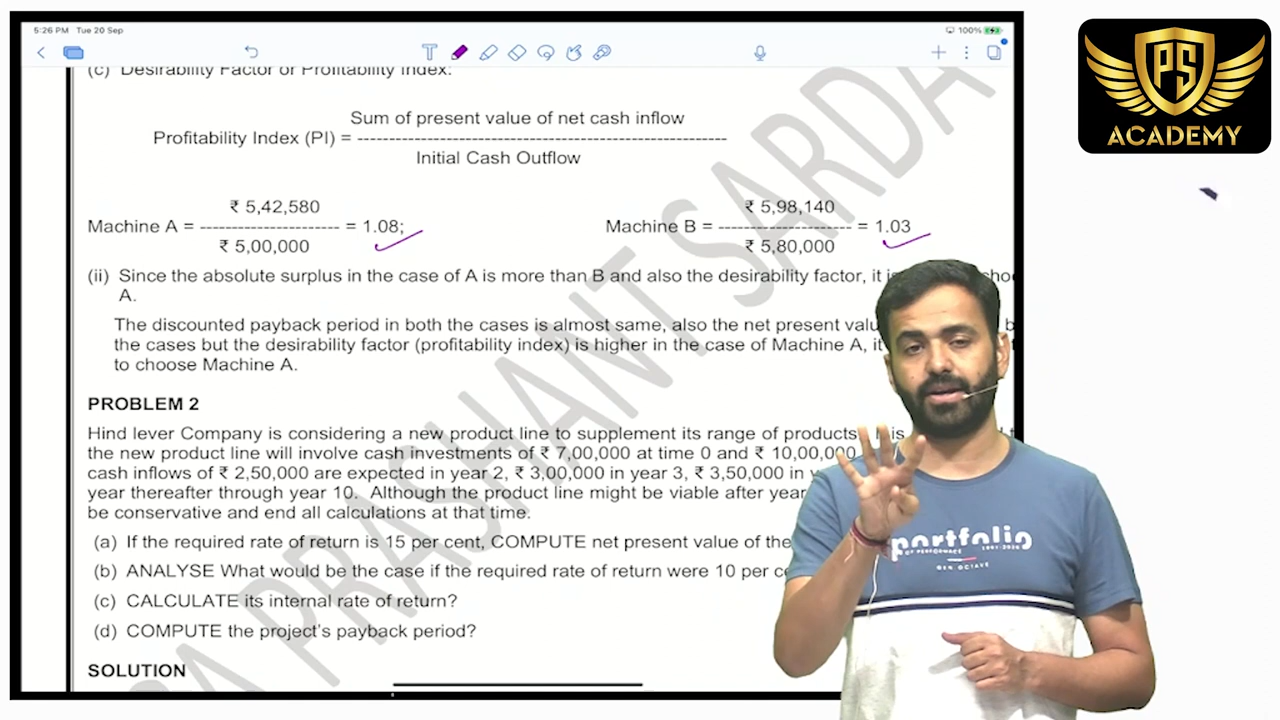 5:26 PM Tue 20 Sep
100%
PS
ACADEMY
(c) Desirability Factor or Profitability Index:
Sum of present value of net cash inflow
Profitability Index (PI) = ------------------------------------------------------------
Initial Cash Outflow
₹ 5,42,580
₹ 5,98,140
Machine A = ----------------------- = 1.08;
Machine B = ---------------------- = 1.03
₹ 5,00,000
₹ 5,80,000
(ii) Since the absolute surplus in the case of A is more than B and also the desirability factor, it
A.
The discounted payback period in both the cases is almost same, also the net present
the cases but the desirability factor (profitability index) is higher in the case of Machine A, it
to choose Machine A.
PROBLEM 2
Hind lever Company is considering a new product line to supplement its range of products.
the new product line will involve cash investments of ₹ 7,00,000 at time 0 and ₹ 10,00,000
cash inflows of ₹ 2,50,000 are expected in year 2, ₹ 3,00,000 in year 3, ₹ 3,50,000 in
year thereafter through year 10. Although the product line might be viable after year
be conservative and end all calculations at that time.
(a) If the required rate of return is 15 per cent, COMPUTE net present value of the
(b) ANALYSE What would be the case if the required rate of return were 10 per
(c) CALCULATE its internal rate of return?
(d) COMPUTE the project's payback period?
SOLUTION
PRASHANT SARDA
portfolio
OF PERFORMANCE